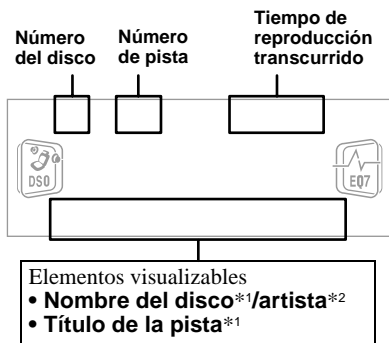 Número
del disco
Número
de pista
Tiempo de
reproducción
transcurrido
DSO
EQ7
Elementos visualizables
• Nombre del disco*1/artista*2
• Título de la pista*1